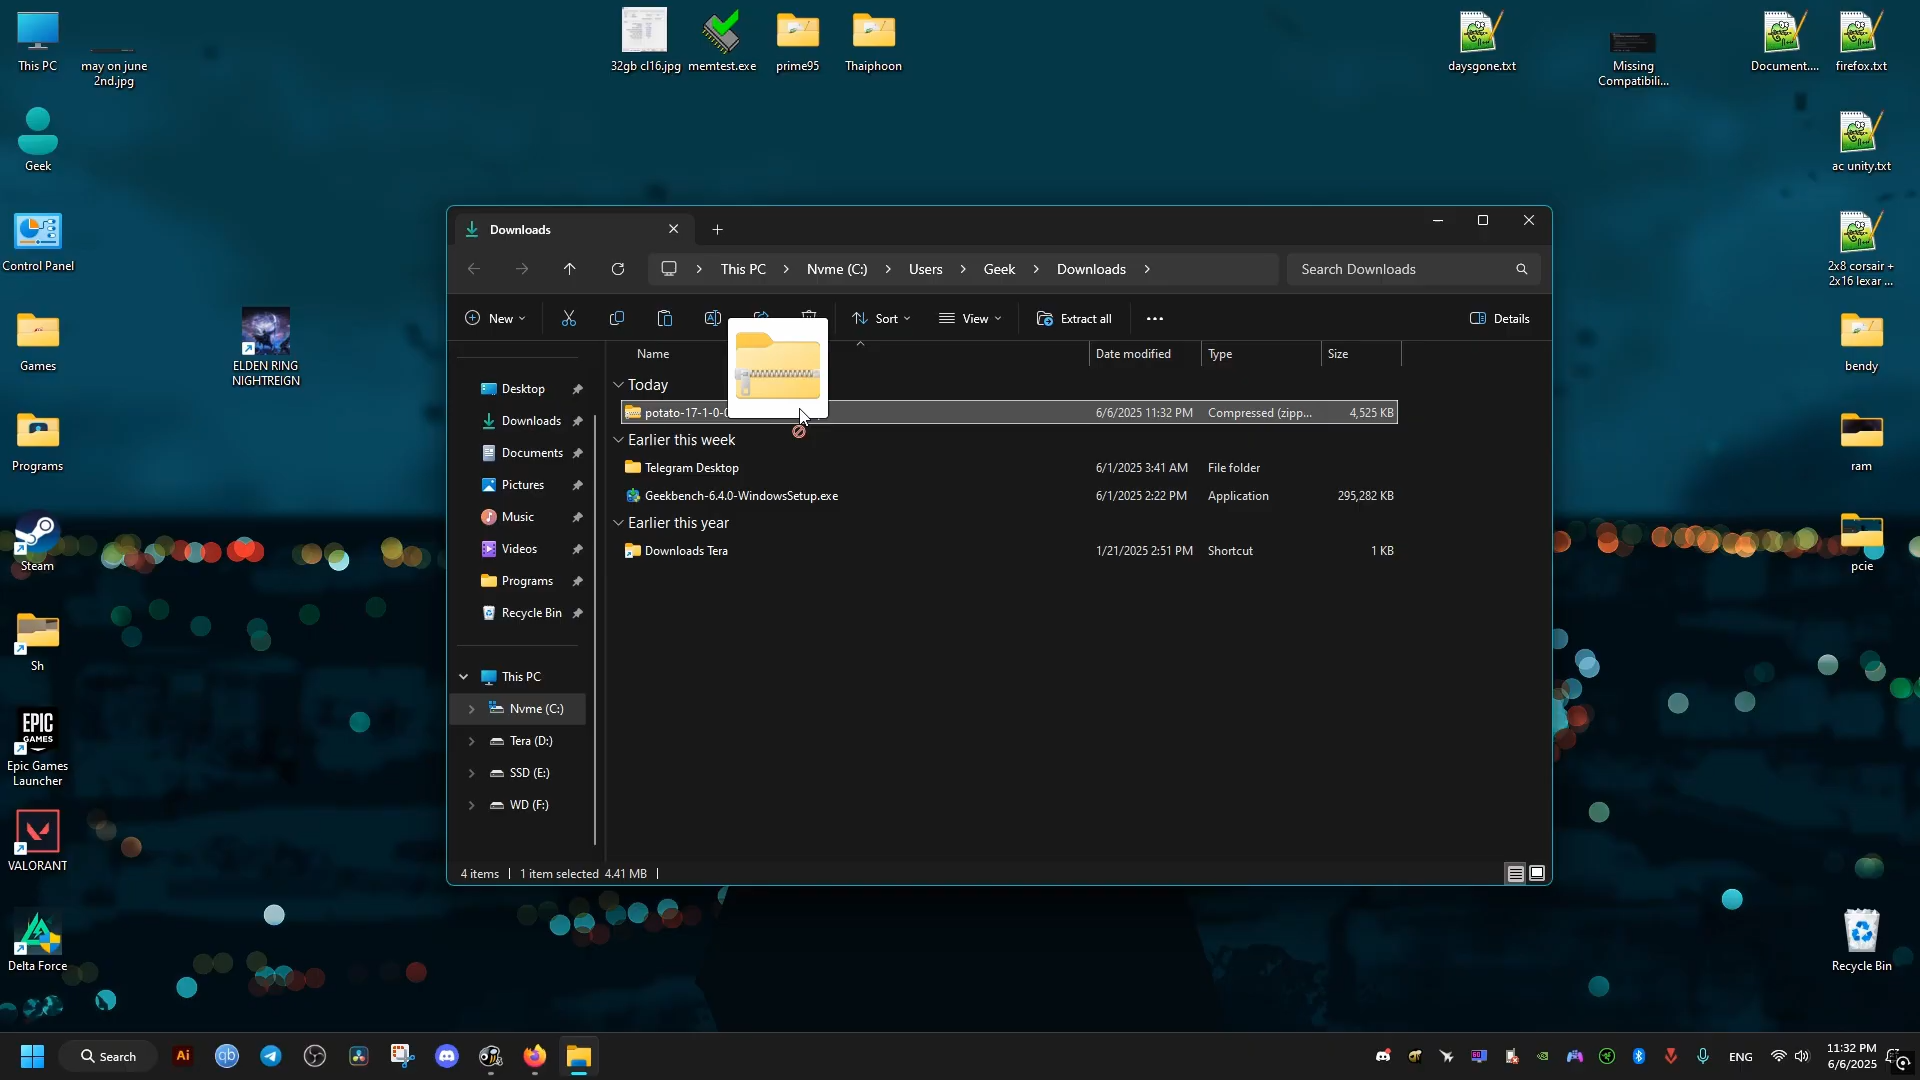 This PC
may on june
2nd.jpg
32gb cl16.jpg
memtest.exe
prime95
Thaiphoon
daysgone.txt
Missing
Compatibili...
Document....
firefox.txt
Geek
ac unity.txt
Control Panel
2x8 corsair +
2x16 lexar ...
Games
ELDEN RING
NIGHTREIGN
bendy
Programs
ram
Steam
pcie
Sh
EPIC
GAMES
Epic Games
Launcher
VALORANT
Delta Force
Recycle Bin
Downloads
This PC
Nvme (C:)
Users
Geek
Downloads
Search Downloads
New
Sort
View
Extract all
Details
Name
Date modified
Type
Size
Today
potato-17-1-0-
6/6/2025 11:32 PM
Compressed (zipp...
4,525 KB
Earlier this week
Telegram Desktop
6/1/2025 3:41 AM
File folder
Geekbench-6.4.0-WindowsSetup.exe
6/1/2025 2:22 PM
Application
295,282 KB
Earlier this year
Downloads Tera
1/21/2025 2:51 PM
Shortcut
1 KB
Desktop
Downloads
Documents
Pictures
Music
Videos
Programs
Recycle Bin
This PC
Nvme (C:)
Tera (D:)
SSD (E:)
WD (F:)
4 items
1 item selected 4.41 MB
Search
Ai
qb
ENG
11:32 PM
6/6/2025